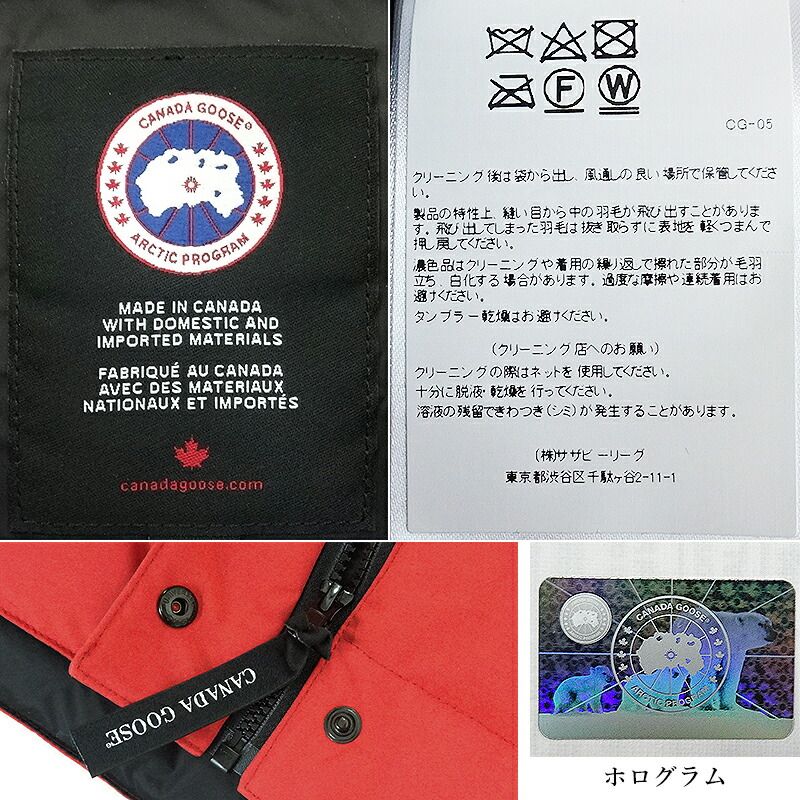 CANADA GOOSE®
ARCTIC PROGRAM
MADE IN CANADA
WITH DOMESTIC AND
IMPORTED MATERIALS
FABRIQUÉ AU CANADA
AVEC DES MATERIAUX
NATIONAUX ET IMPORTÉS
canadagoose.com
F W
CG-05
クリーニング後は袋から出し、風通しの良い場所で保管してくださ
い。
製品の特性上、縫い目から中の羽毛が飛び出すことがありま
す。飛び出してしまった羽毛は抜き取らずに表地を軽くつまんで
押し戻してください。
濃色品はクリーニングや着用の繰り返しで擦れた部分が毛羽
立ち、白化する場合があります。過度な摩擦や連続着用はお
避けください。
タンブラー乾燥はお避けください。
(クリーニング店へのお願い)
クリーニングの際はネットを使用してください。
十分に脱液・乾燥を行ってください。
溶液の残留できわつき(シミ)が発生することがあります。
(株)サザビーリーグ
東京都渋谷区千駄ヶ谷2-11-1
CANADA GOOSE®
CANADA GOOSE®
ARCTIC PROGRAM
ホログラム